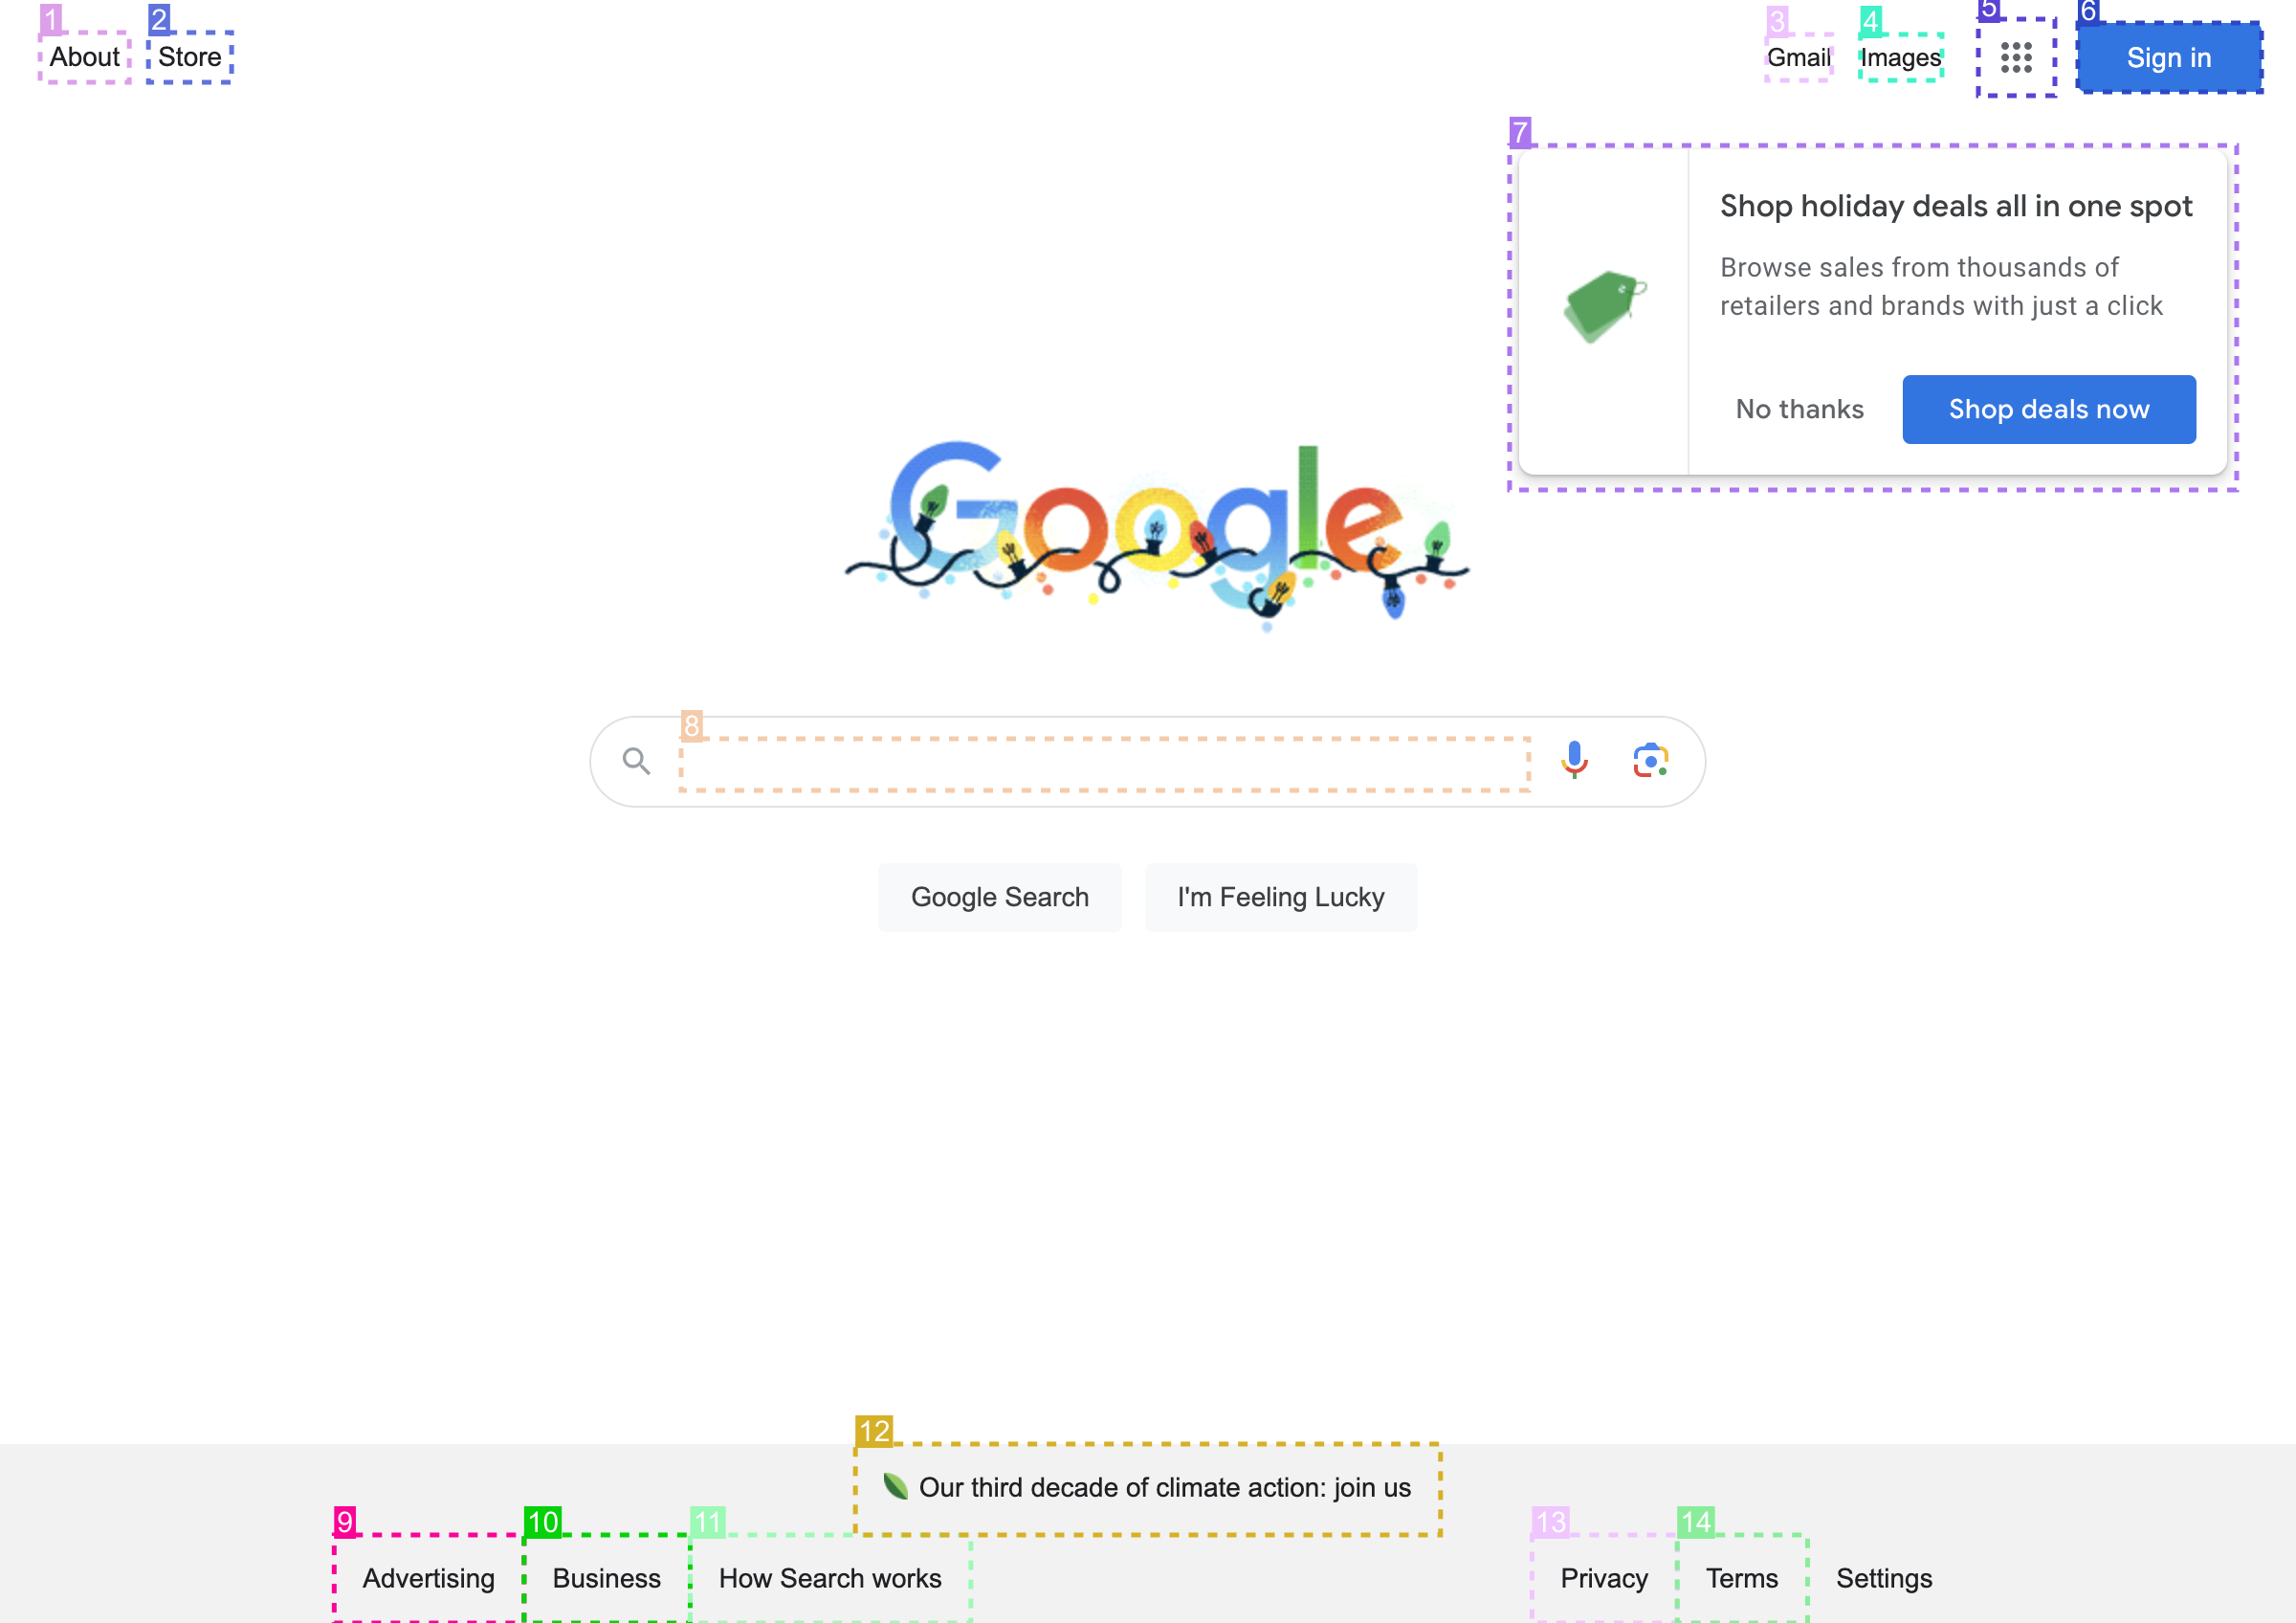 1 2 3 4 5 6
About Store Gmail Images Sign in
7
Shop holiday deals all in one spot
Browse sales from thousands of
retailers and brands with just a click
No thanks Shop deals now
Google
8
Google Search I'm Feeling Lucky
12
Our third decade of climate action: join us
9 10 11 13 14
Advertising Business How Search works Privacy Terms Settings